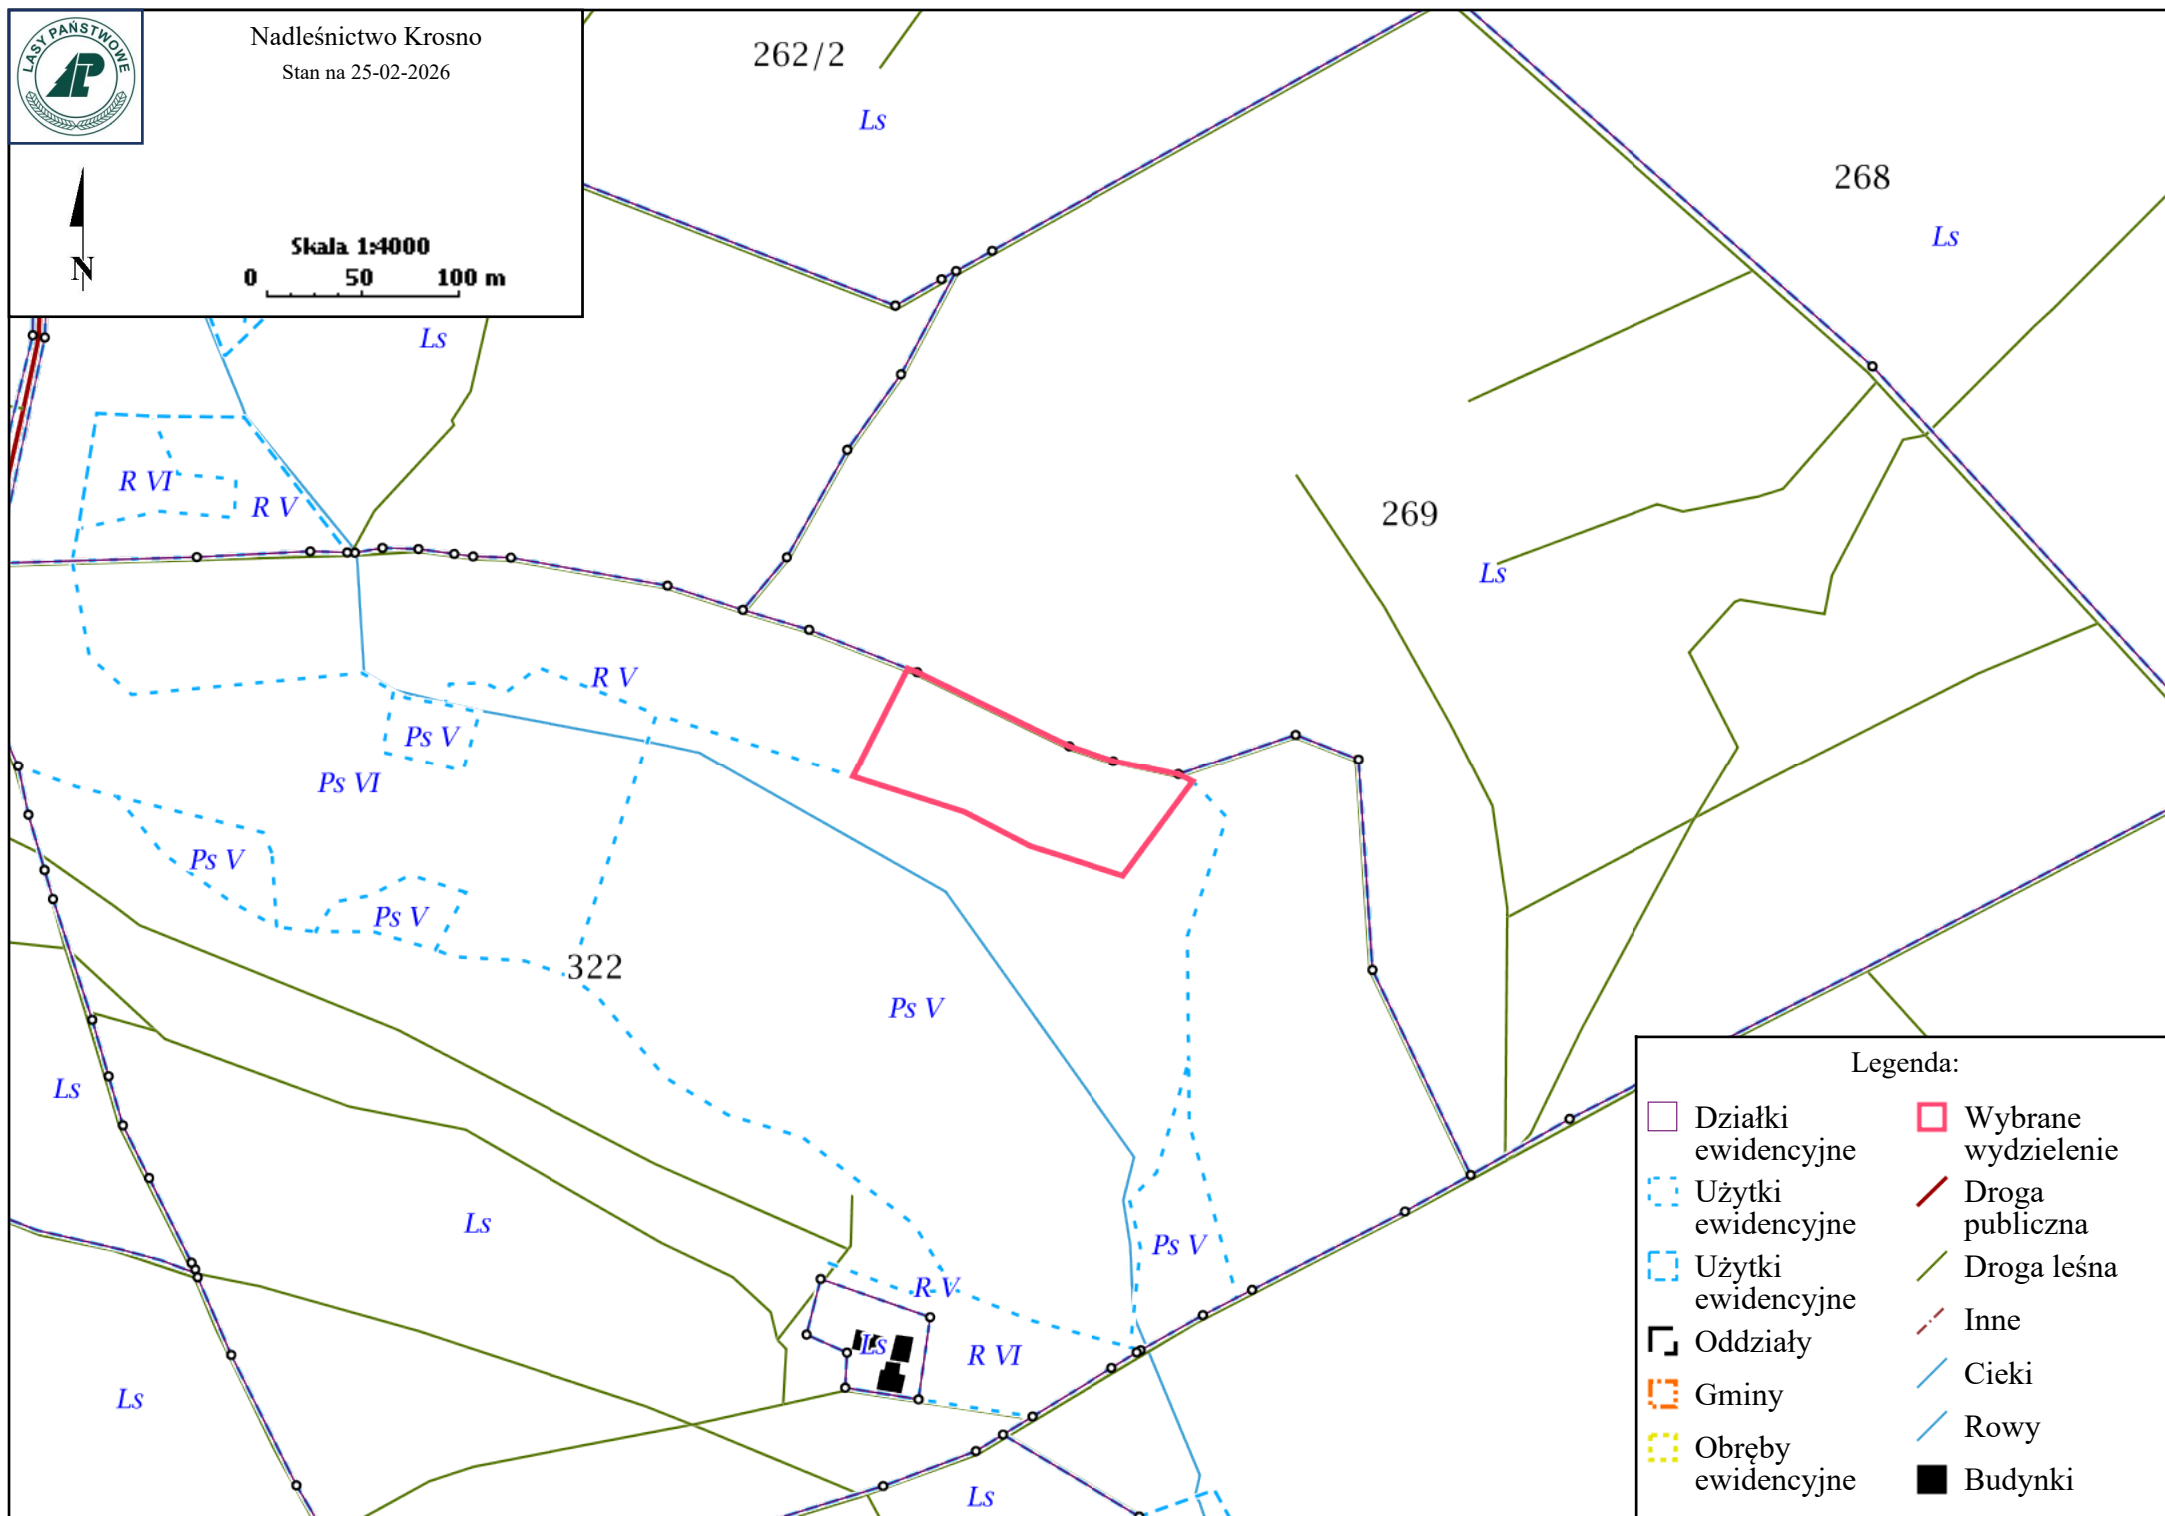 LASY PAŃSTWOWE
Nadleśnictwo Krosno
Stan na 25-02-2026
N
Skala 1:4000
0 50 100 m
262/2
Ls
268
Ls
Ls
R VI
R V
269
Ls
R V
Ps V
Ps VI
Ps V
Ps V
322
Ps V
Ls
Ls
Ps V
R V
Ls
R VI
Ls
Ls
Legenda:
Działki
ewidencyjne
Użytki
ewidencyjne
Użytki
ewidencyjne
Oddziały
Gminy
Obręby
ewidencyjne
Wybrane
wydzielenie
Droga
publiczna
Droga leśna
Inne
Cieki
Rowy
Budynki